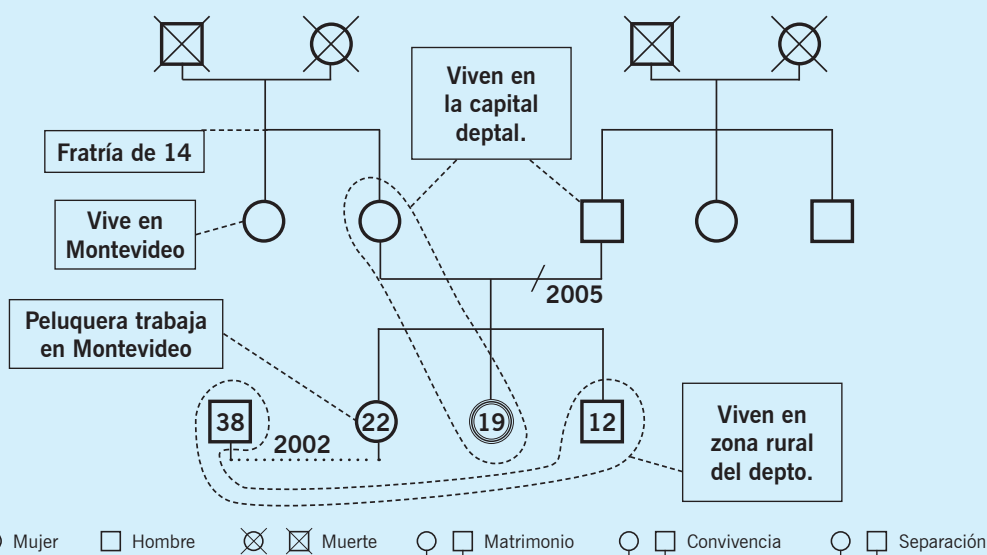 Viven en
la capital
deptal.
Fratría de 14
Vive en
Montevideo
2005
Peluquera trabaja
en Montevideo
38
2002
22
19
12
Viven en
zona rural
del depto.
Mujer
Hombre
Muerte
Matrimonio
Convivencia
Separación